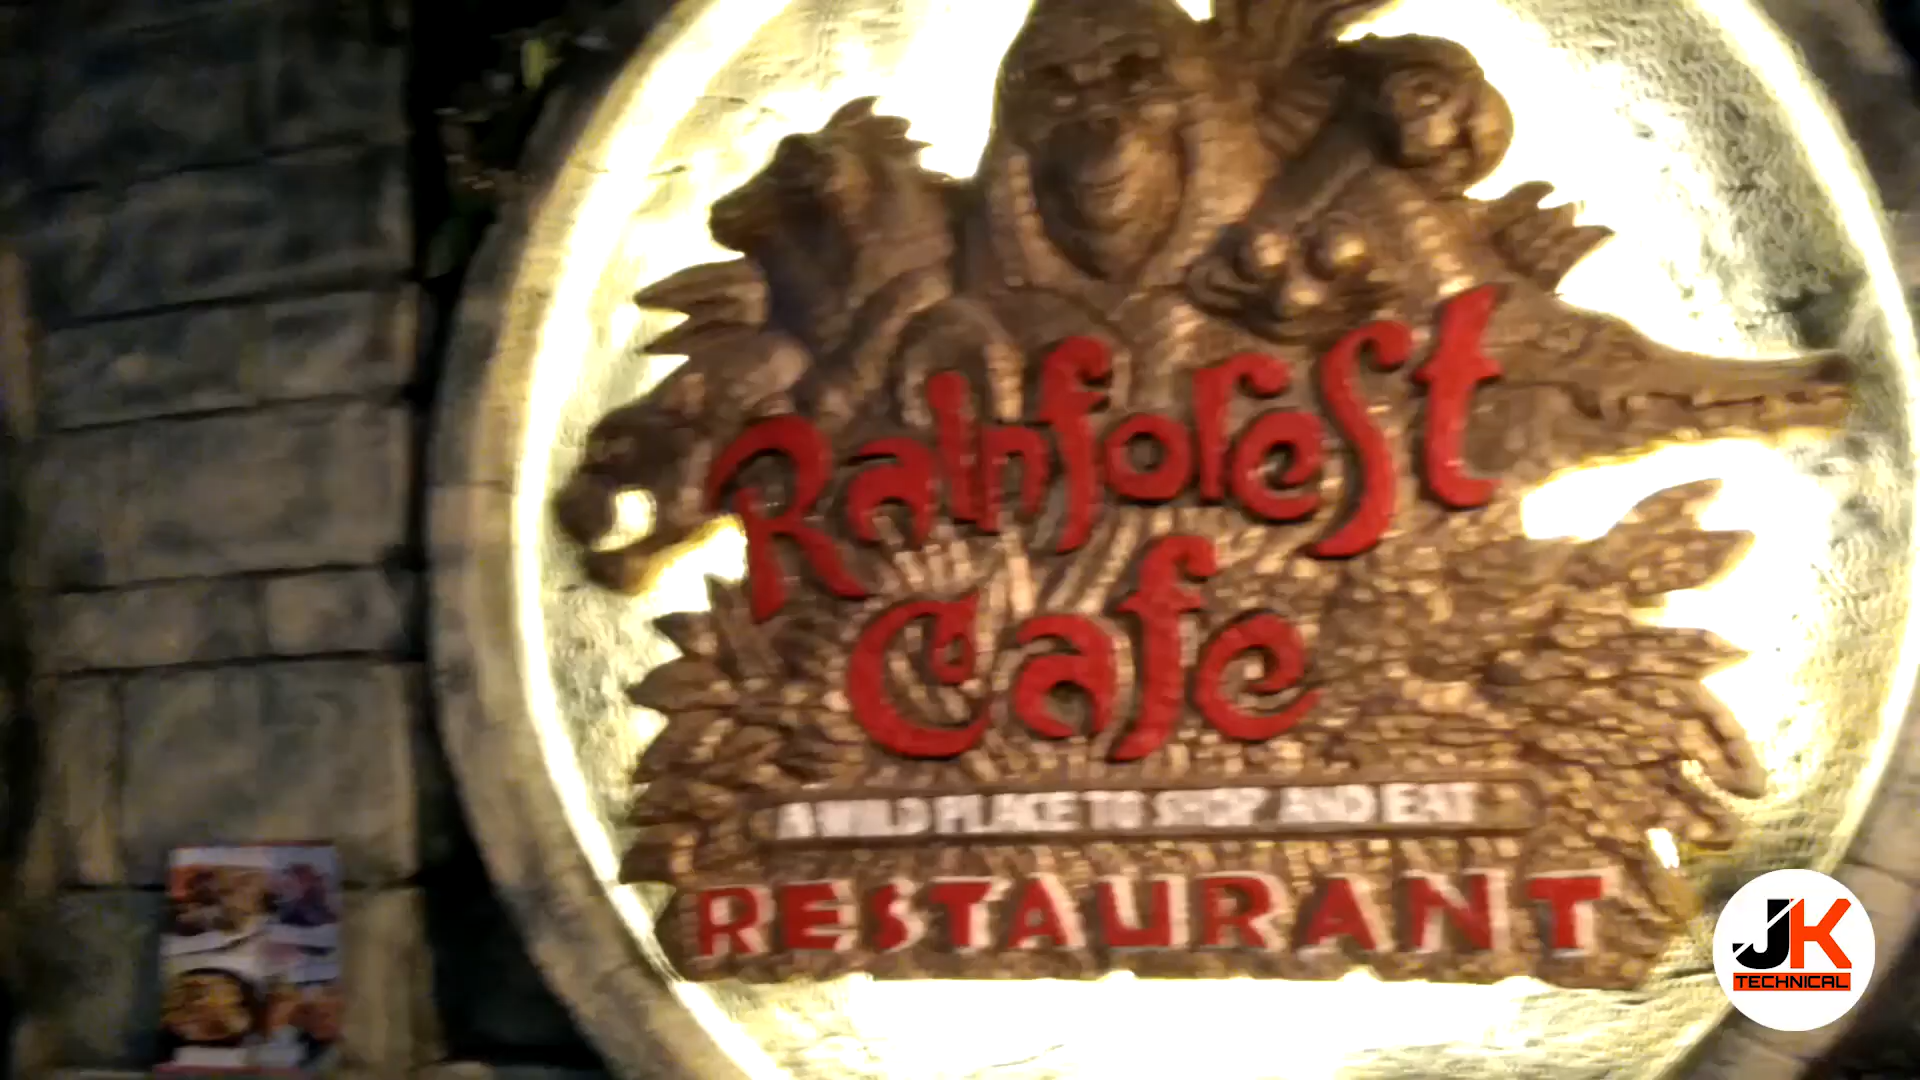 Rainforest
Cafe
A WILD PLACE TO SHOP AND EAT
RESTAURANT
JK
TECHNICAL